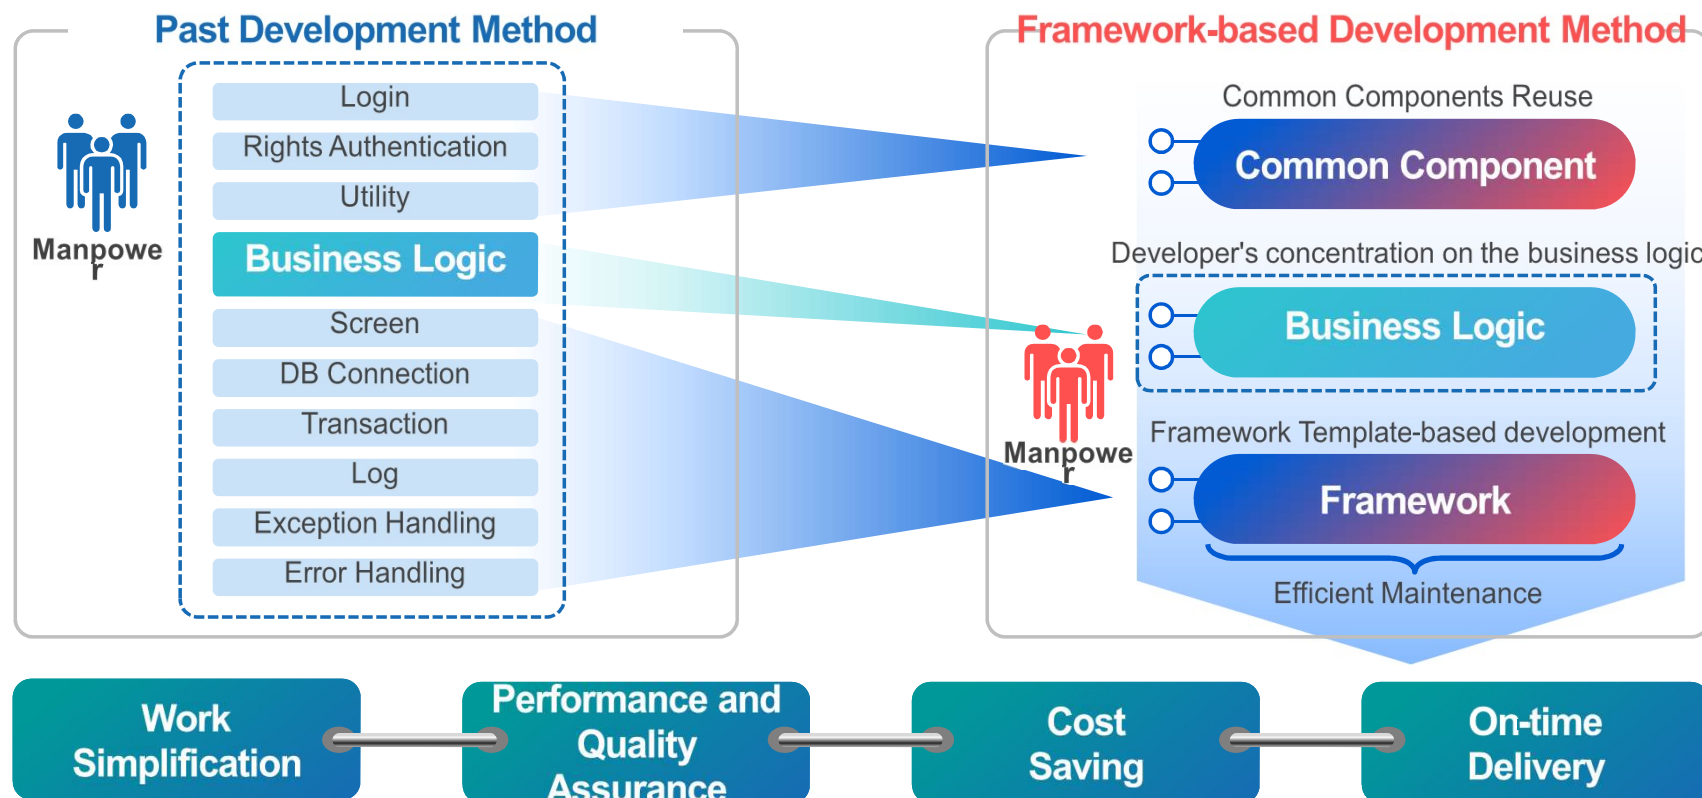 Past Development Method
Login
Rights Authentication
Utility
Business Logic
Screen
DB Connection
Transaction
Log
Exception Handling
Error Handling
Manpowe
r
Framework-based Development Method
Common Components Reuse
Common Component
Developer's concentration on the business logic
Business Logic
Manpowe
r
Framework Template-based development
Framework
Efficient Maintenance
Work
Simplification
Performance and
Quality
Assurance
Cost
Saving
On-time
Delivery